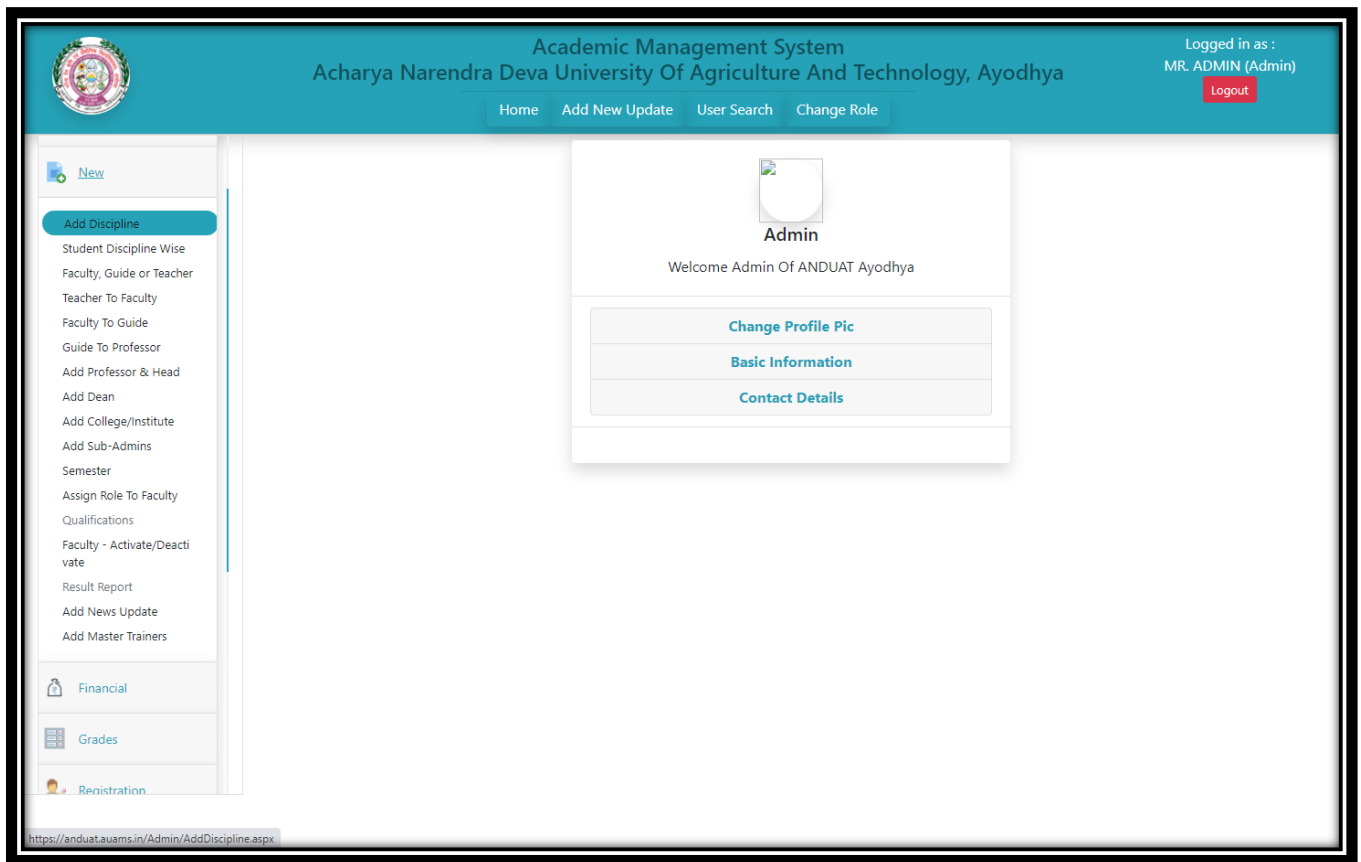 Academic Management System
Acharya Narendra Deva University Of Agriculture And Technology, Ayodhya
Home Add New Update User Search Change Role
Logged in as :
MR. ADMIN (Admin)
Logout
New
Add Discipline
Student Discipline Wise
Faculty, Guide or Teacher
Teacher To Faculty
Faculty To Guide
Guide To Professor
Add Professor & Head
Add Dean
Add College/Institute
Add Sub-Admins
Semester
Assign Role To Faculty
Qualifications
Faculty - Activate/Deacti
vate
Result Report
Add News Update
Add Master Trainers
Financial
Grades
Registration
Admin
Welcome Admin Of ANDUAT Ayodhya
Change Profile Pic
Basic Information
Contact Details
https://anduat.auams.in/Admin/AddDiscipline.aspx